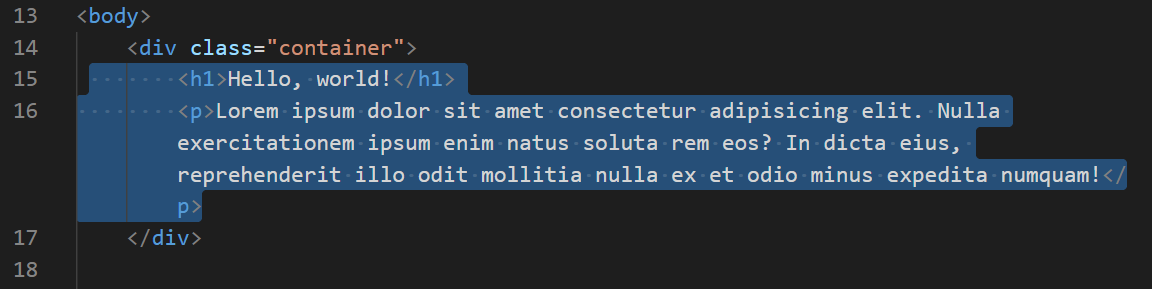 13 <body>
14 <div class="container">
15 <h1>Hello, world!</h1>
16 <p>Lorem ipsum dolor sit amet consectetur adipisicing elit. Nulla
exercitationem ipsum enim natus soluta rem eos? In dicta eius,
reprehenderit illo odit mollitia nulla ex et odio minus expedita numquam!</
p>
17 </div>
18